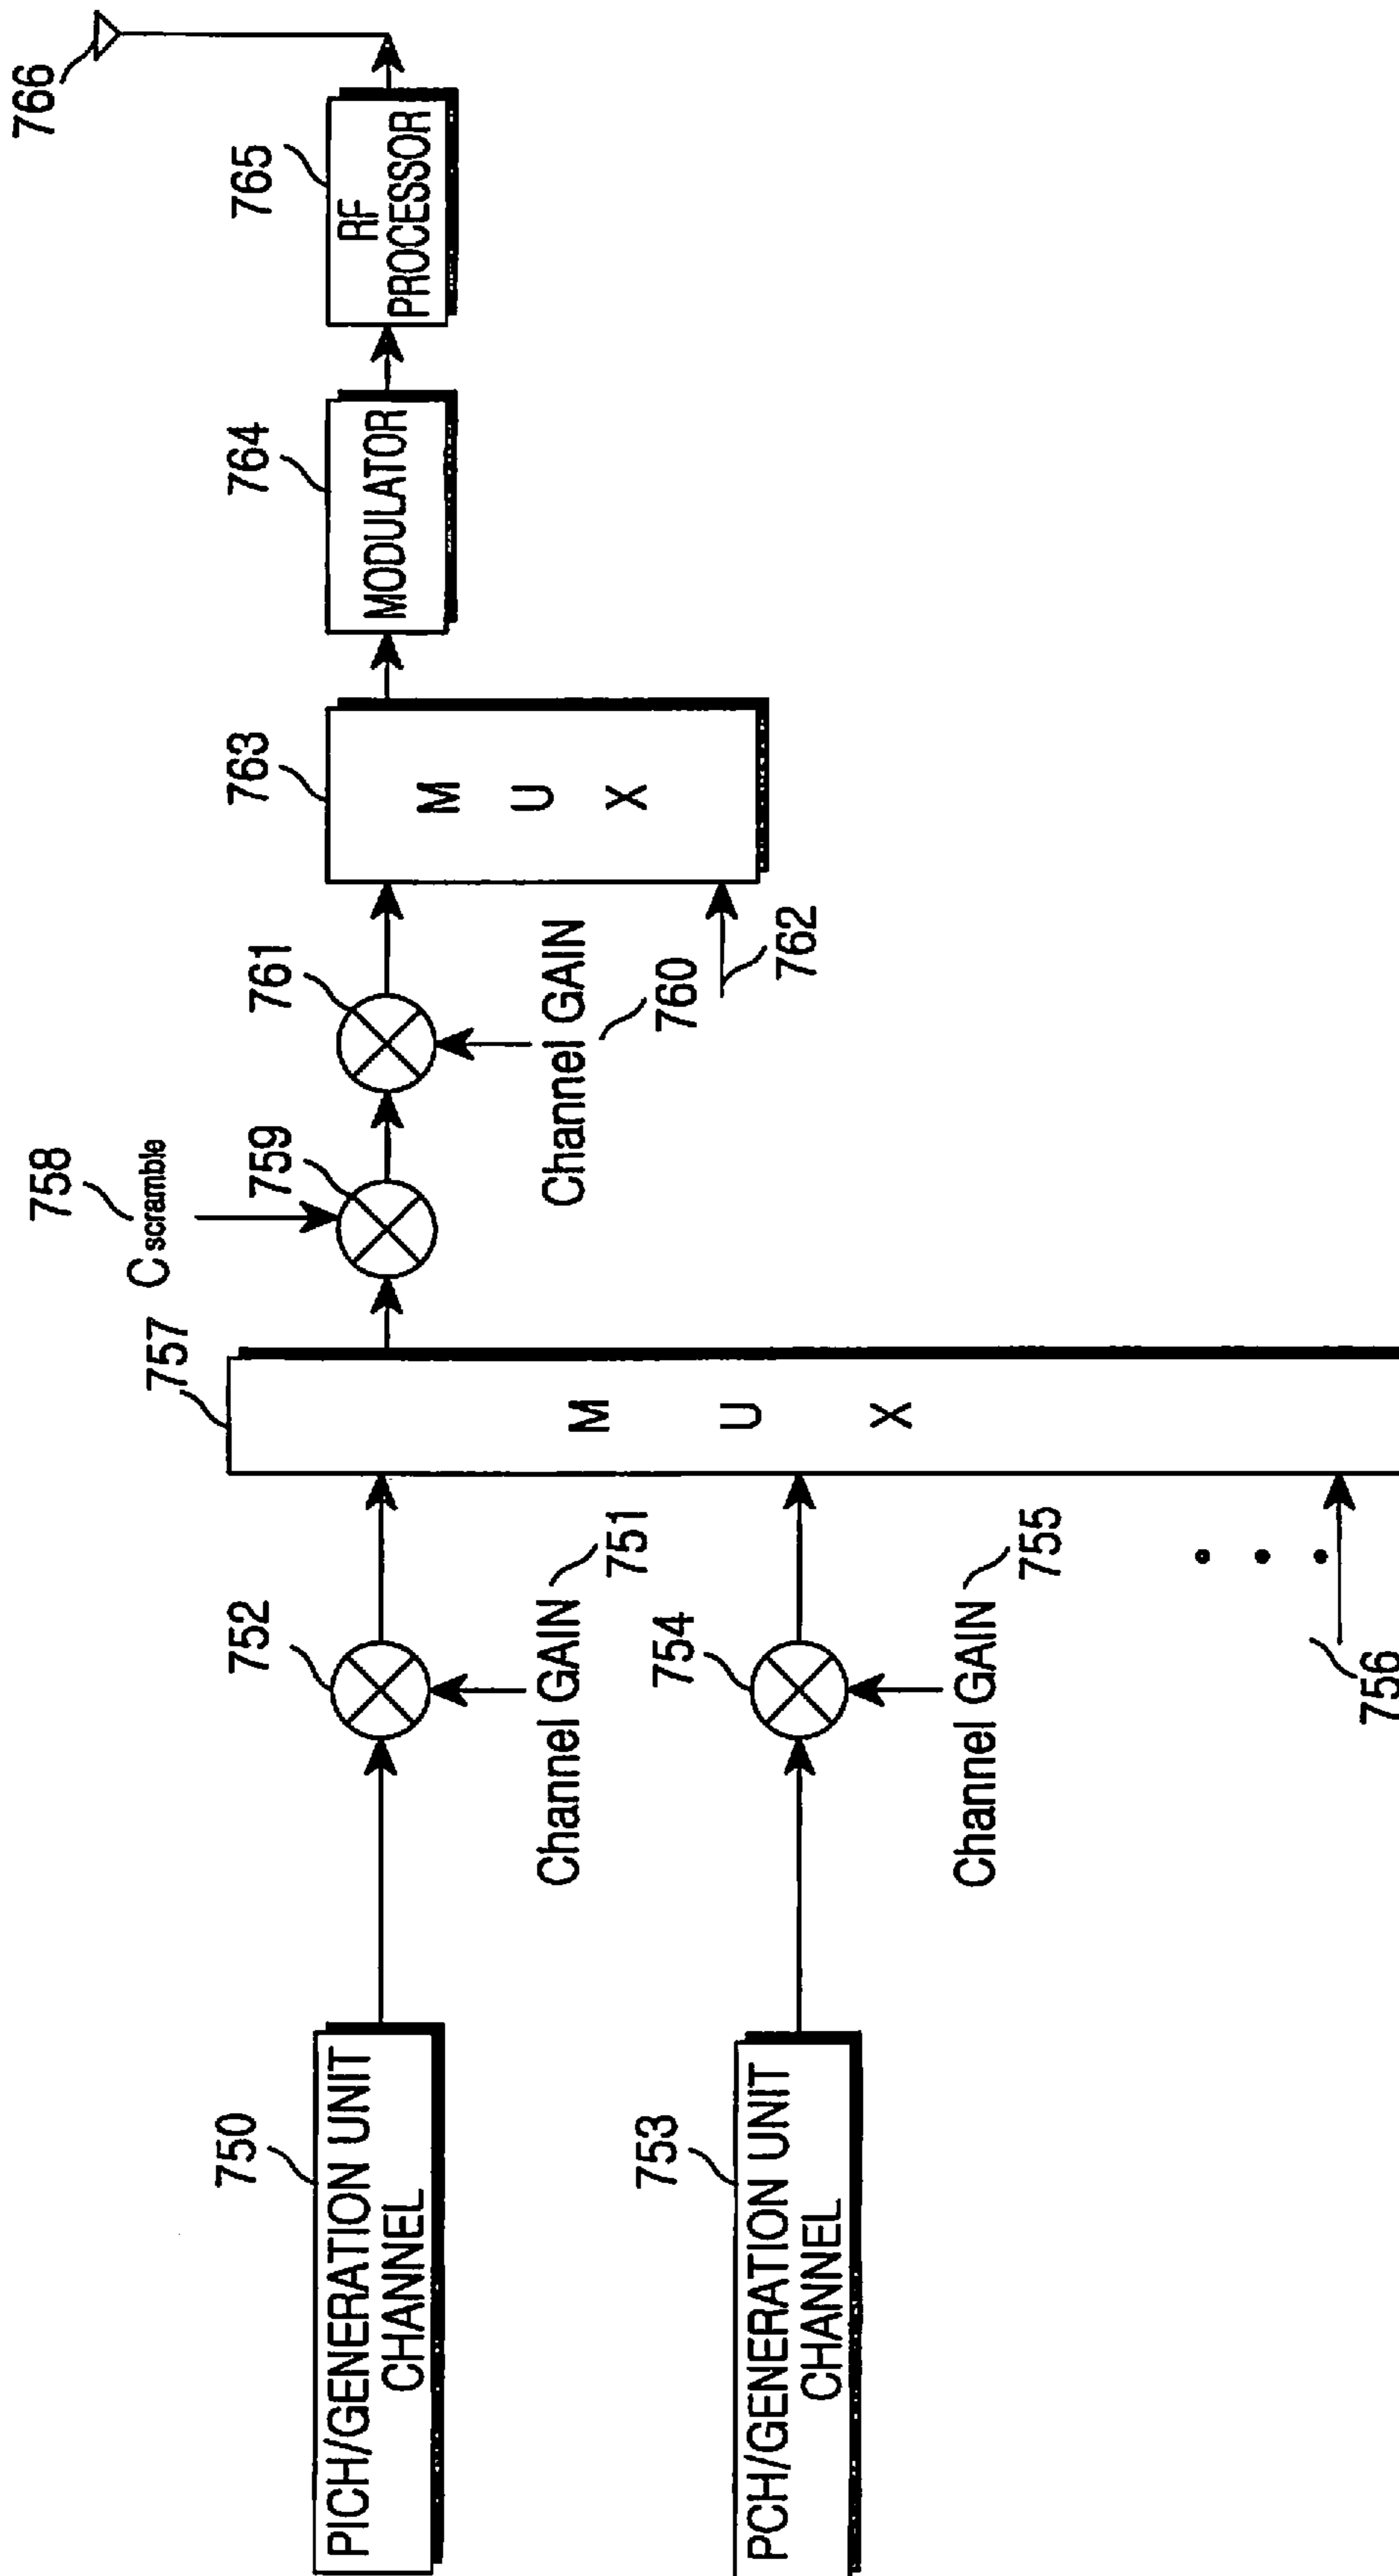 750
PICH/GENERATION UNIT
CHANNEL
752
Channel GAIN
751
753
PCH/GENERATION UNIT
CHANNEL
754
Channel GAIN
755
756
757
M U X
758
C scramble
759
761
Channel GAIN
760
762
763
M U X
764
MODULATOR
765
RF
PROCESSOR
766